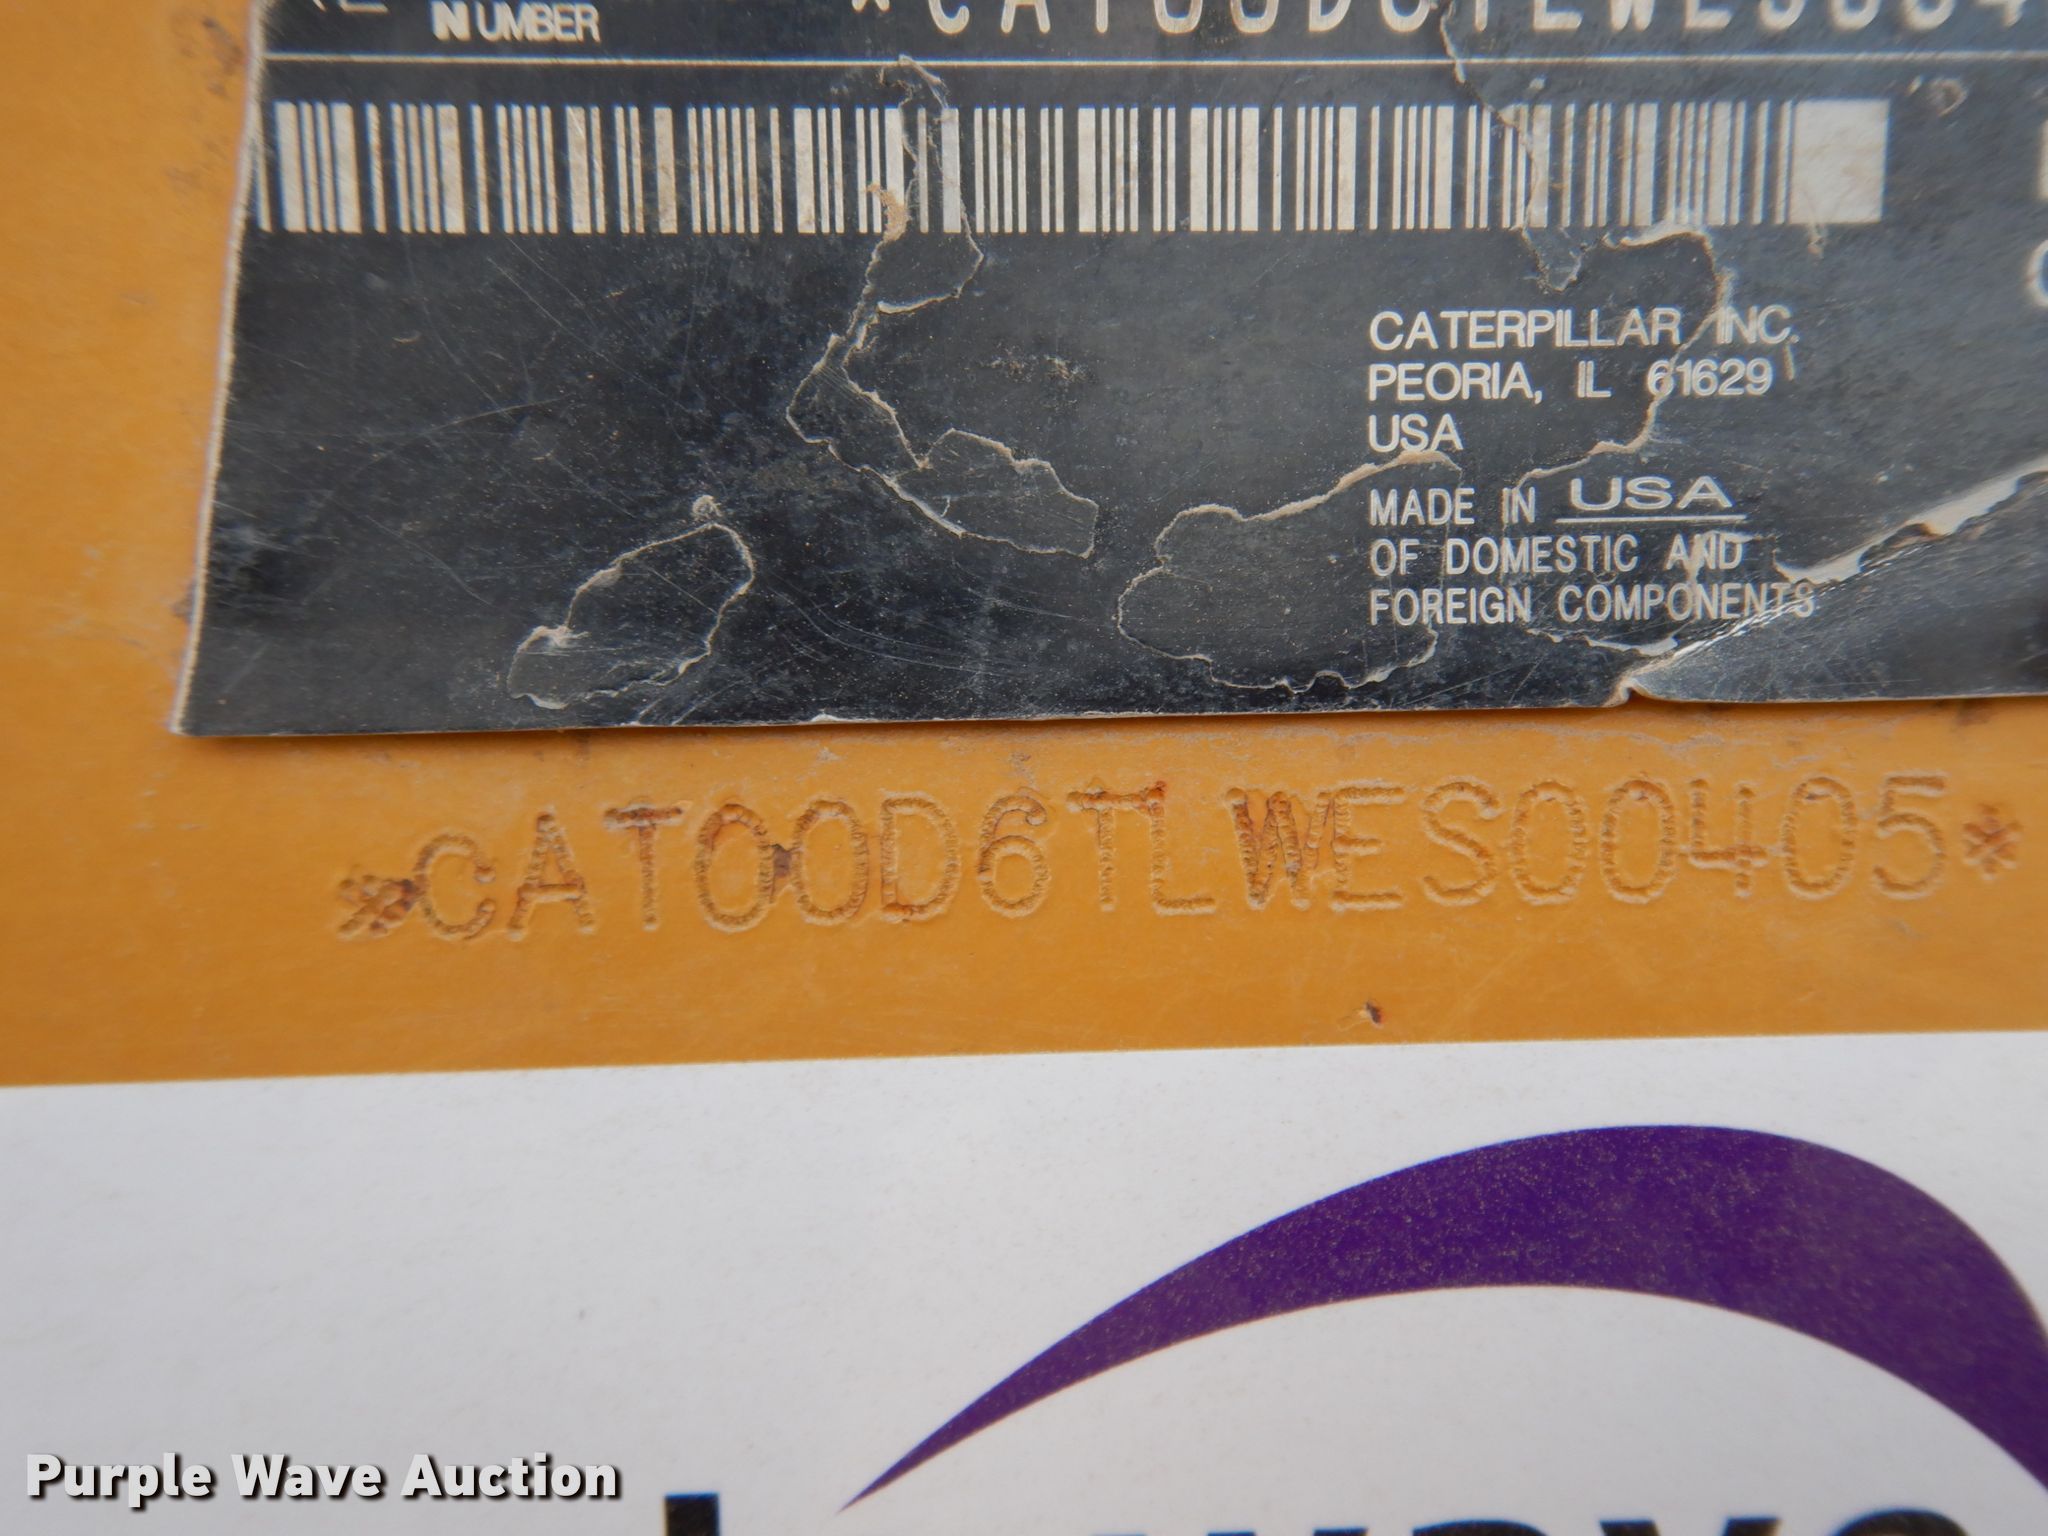 NUMBER *CAT00D6TLWES004
CATERPILLAR INC.
PEORIA, IL 61629
USA
MADE IN USA
OF DOMESTIC AND
FOREIGN COMPONENTS
*CAT00D6TLWES00405*
Purple Wave Auction